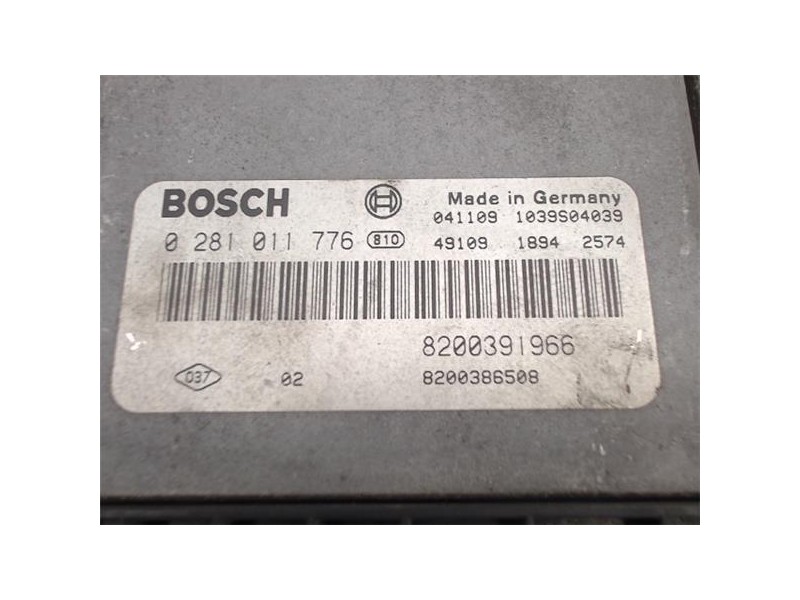 BOSCH
Made in Germany
041109 1039S04039
0 281 011 776 810
49109 1894 2574
8200391966
037 02
8200386508